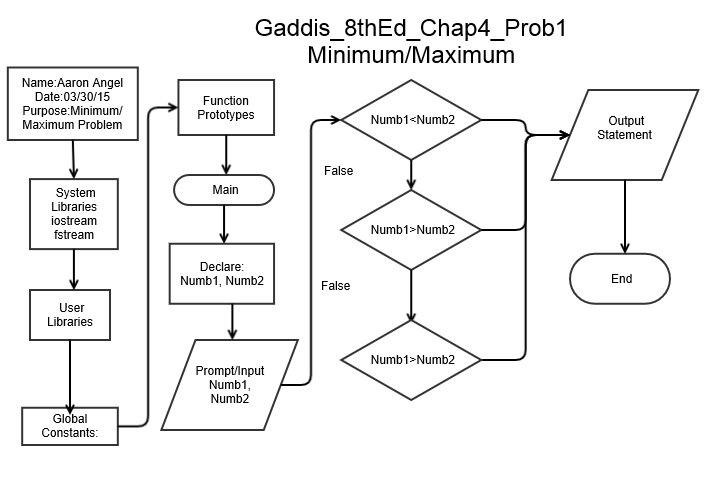 Gaddis_8thEd_Chap4_Prob1
Minimum/Maximum
Name:Aaron Angel
Date:03/30/15
Purpose:Minimum/
Maximum Problem
System
Libraries
iostream
fstream
User
Libraries
Global
Constants:
Function
Prototypes
Main
Declare:
Numb1, Numb2
Prompt/Input
Numb1,
Numb2
Numb1<Numb2
False
Numb1>Numb2
False
Numb1>Numb2
Output
Statement
End